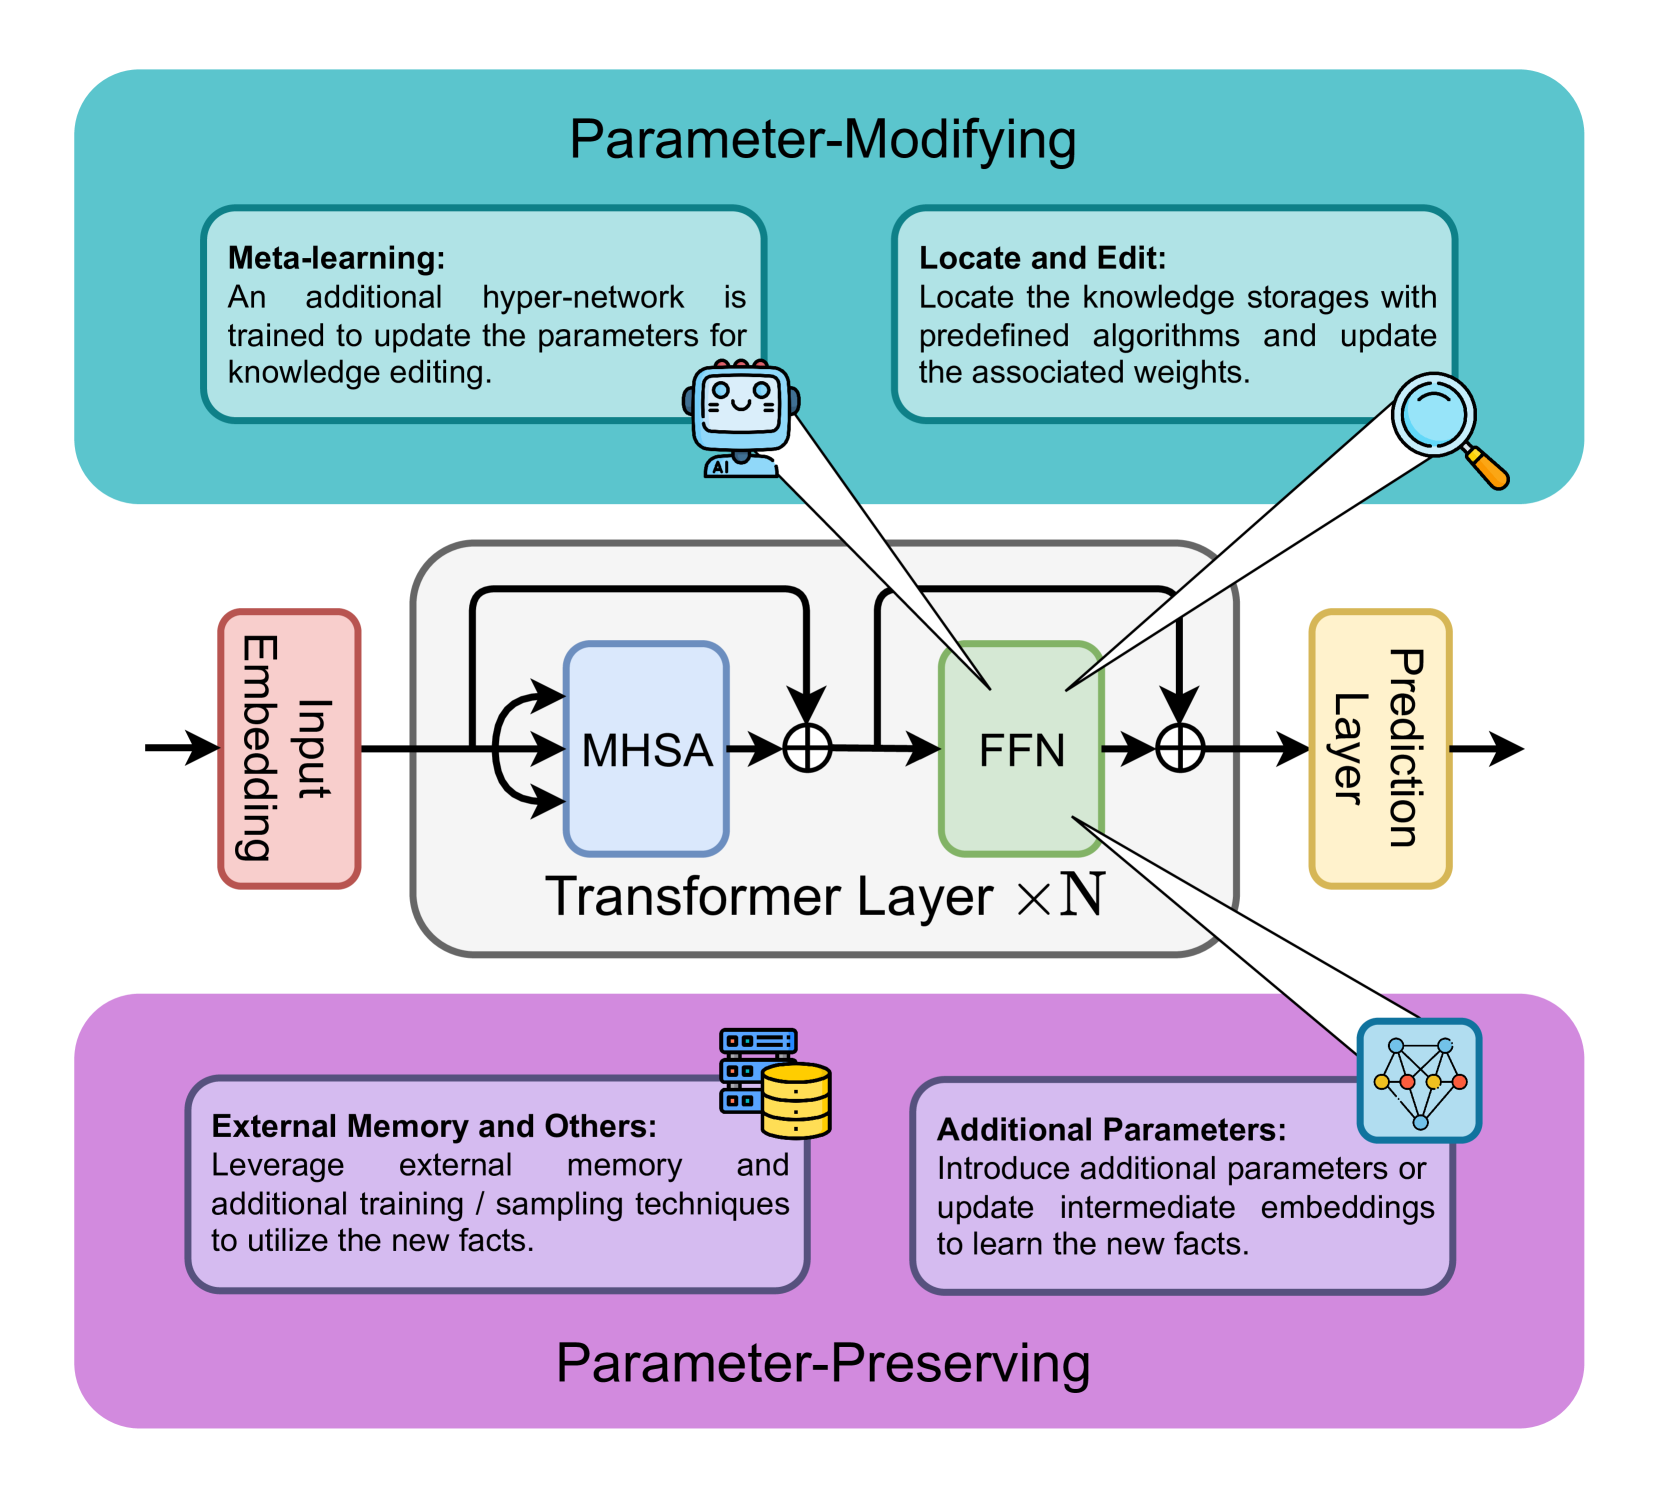 Parameter-Modifying
Meta-learning:
An additional hyper-network is
trained to update the parameters for
knowledge editing.
AI
Locate and Edit:
Locate the knowledge storages with
predefined algorithms and update
the associated weights.
Input
Embedding
MHSA
FFN
Transformer Layer ×N
Prediction
Layer
External Memory and Others:
Leverage external memory and
additional training / sampling techniques
to utilize the new facts.
Additional Parameters:
Introduce additional parameters or
update intermediate embeddings
to learn the new facts.
Parameter-Preserving